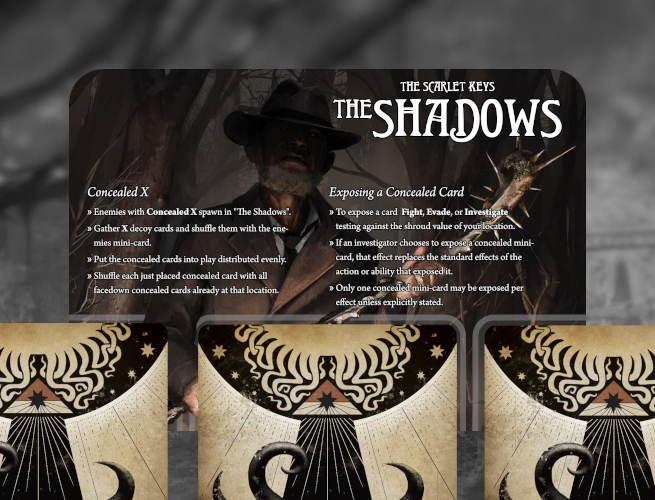 THE SCARLET KEYS
THE SHADOWS
Concealed X
» Enemies with Concealed X spawn in "The Shadows".
» Gather X decoy cards and shuffle them with the ene-
mies mini-card.
» Put the concealed cards into play distributed evenly.
» Shuffle each just placed concealed card with all
facedown concealed cards already at that location.
Exposing a Concealed Card
» To expose a card Fight, Evade, or Investigate
testing against the shroud value of your location.
» If an investigator chooses to expose a concealed mini-
card, that effect replaces the standard effects of the
action or ability that exposed it.
» Only one concealed mini-card may be exposed per
effect unless explicitly stated.